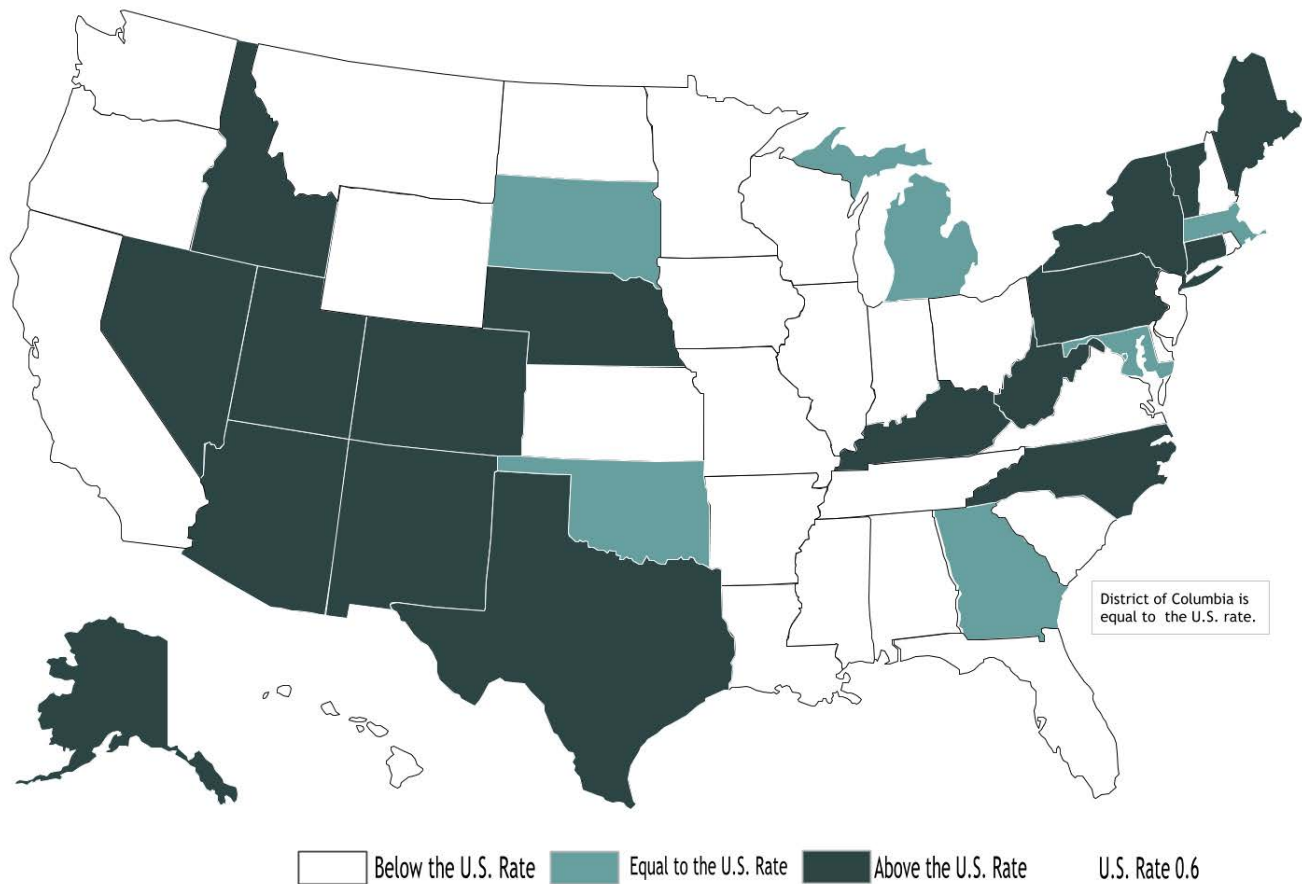 District of Columbia is
equal to the U.S. rate.
Below the U.S. Rate
Equal to the U.S. Rate
Above the U.S. Rate
U.S. Rate 0.6